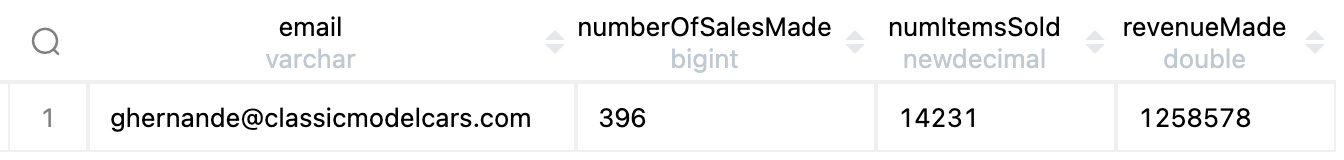 email numberOfSalesMade numItemsSold revenueMade
varchar bigint newdecimal double
1 ghernande@classicmodelcars.com 396 14231 1258578